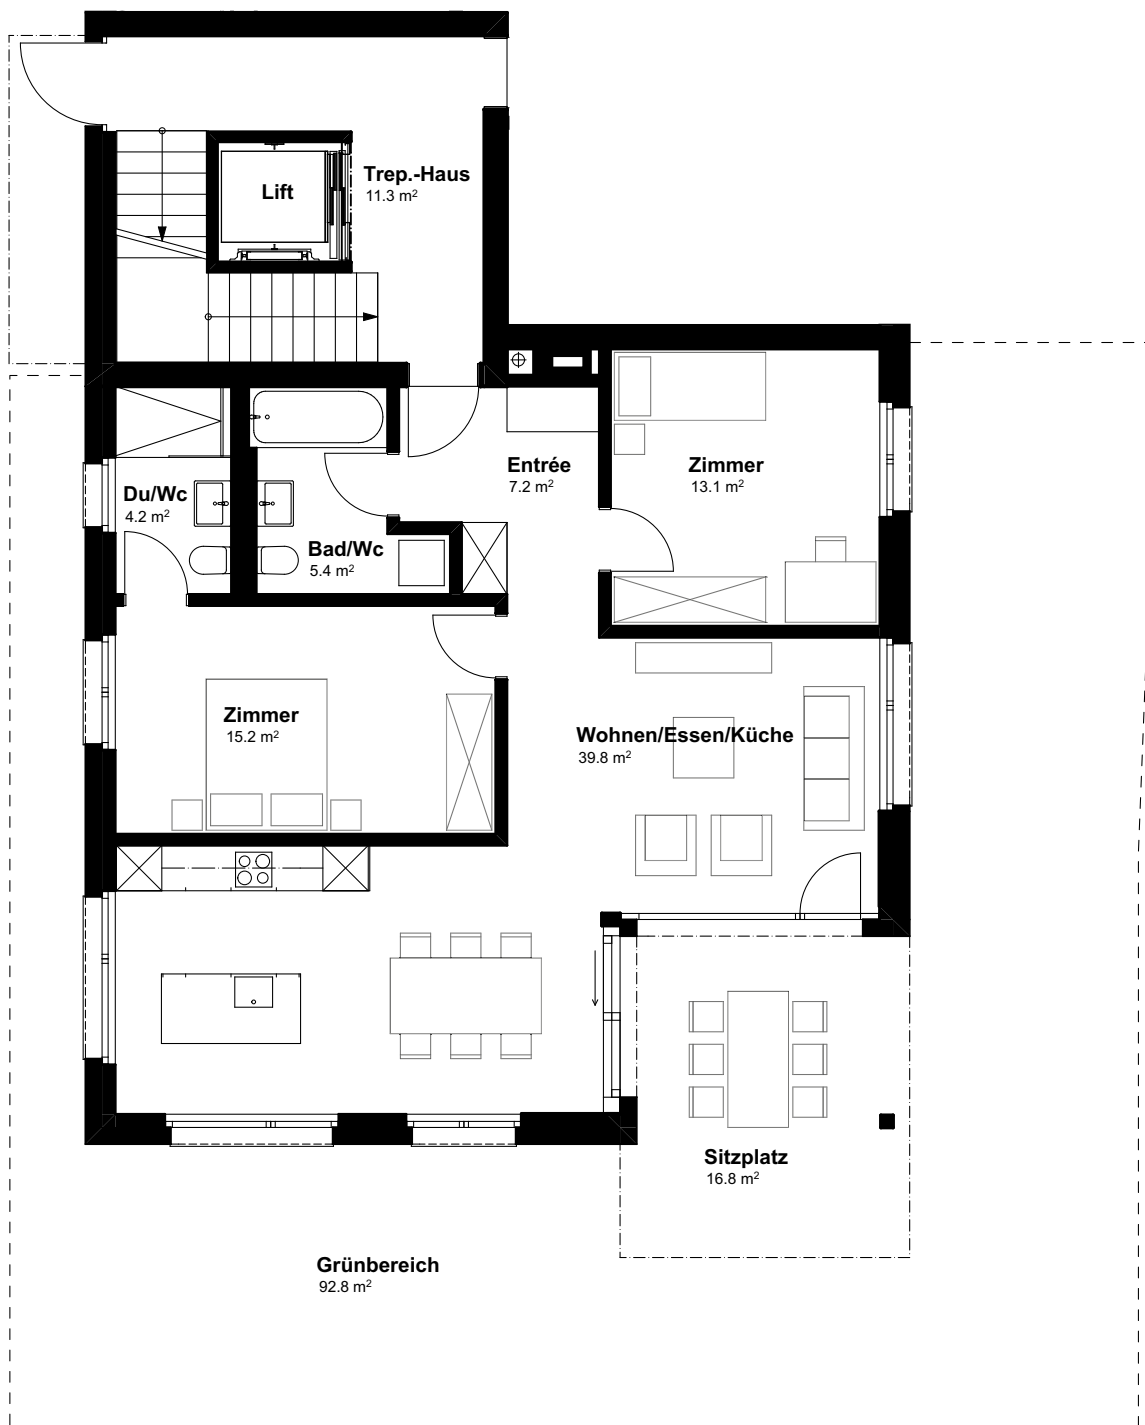 Trep.-Haus
11.3 m²
Lift
Entrée
7.2 m²
Zimmer
13.1 m²
Du/Wc
4.2 m²
Bad/Wc
5.4 m²
Zimmer
15.2 m²
Wohnen/Essen/Küche
39.8 m²
Sitzplatz
16.8 m²
Grünbereich
92.8 m²